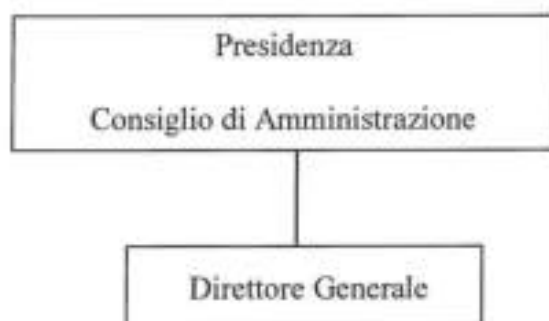 Presidenza
Consiglio di Amministrazione
Direttore Generale